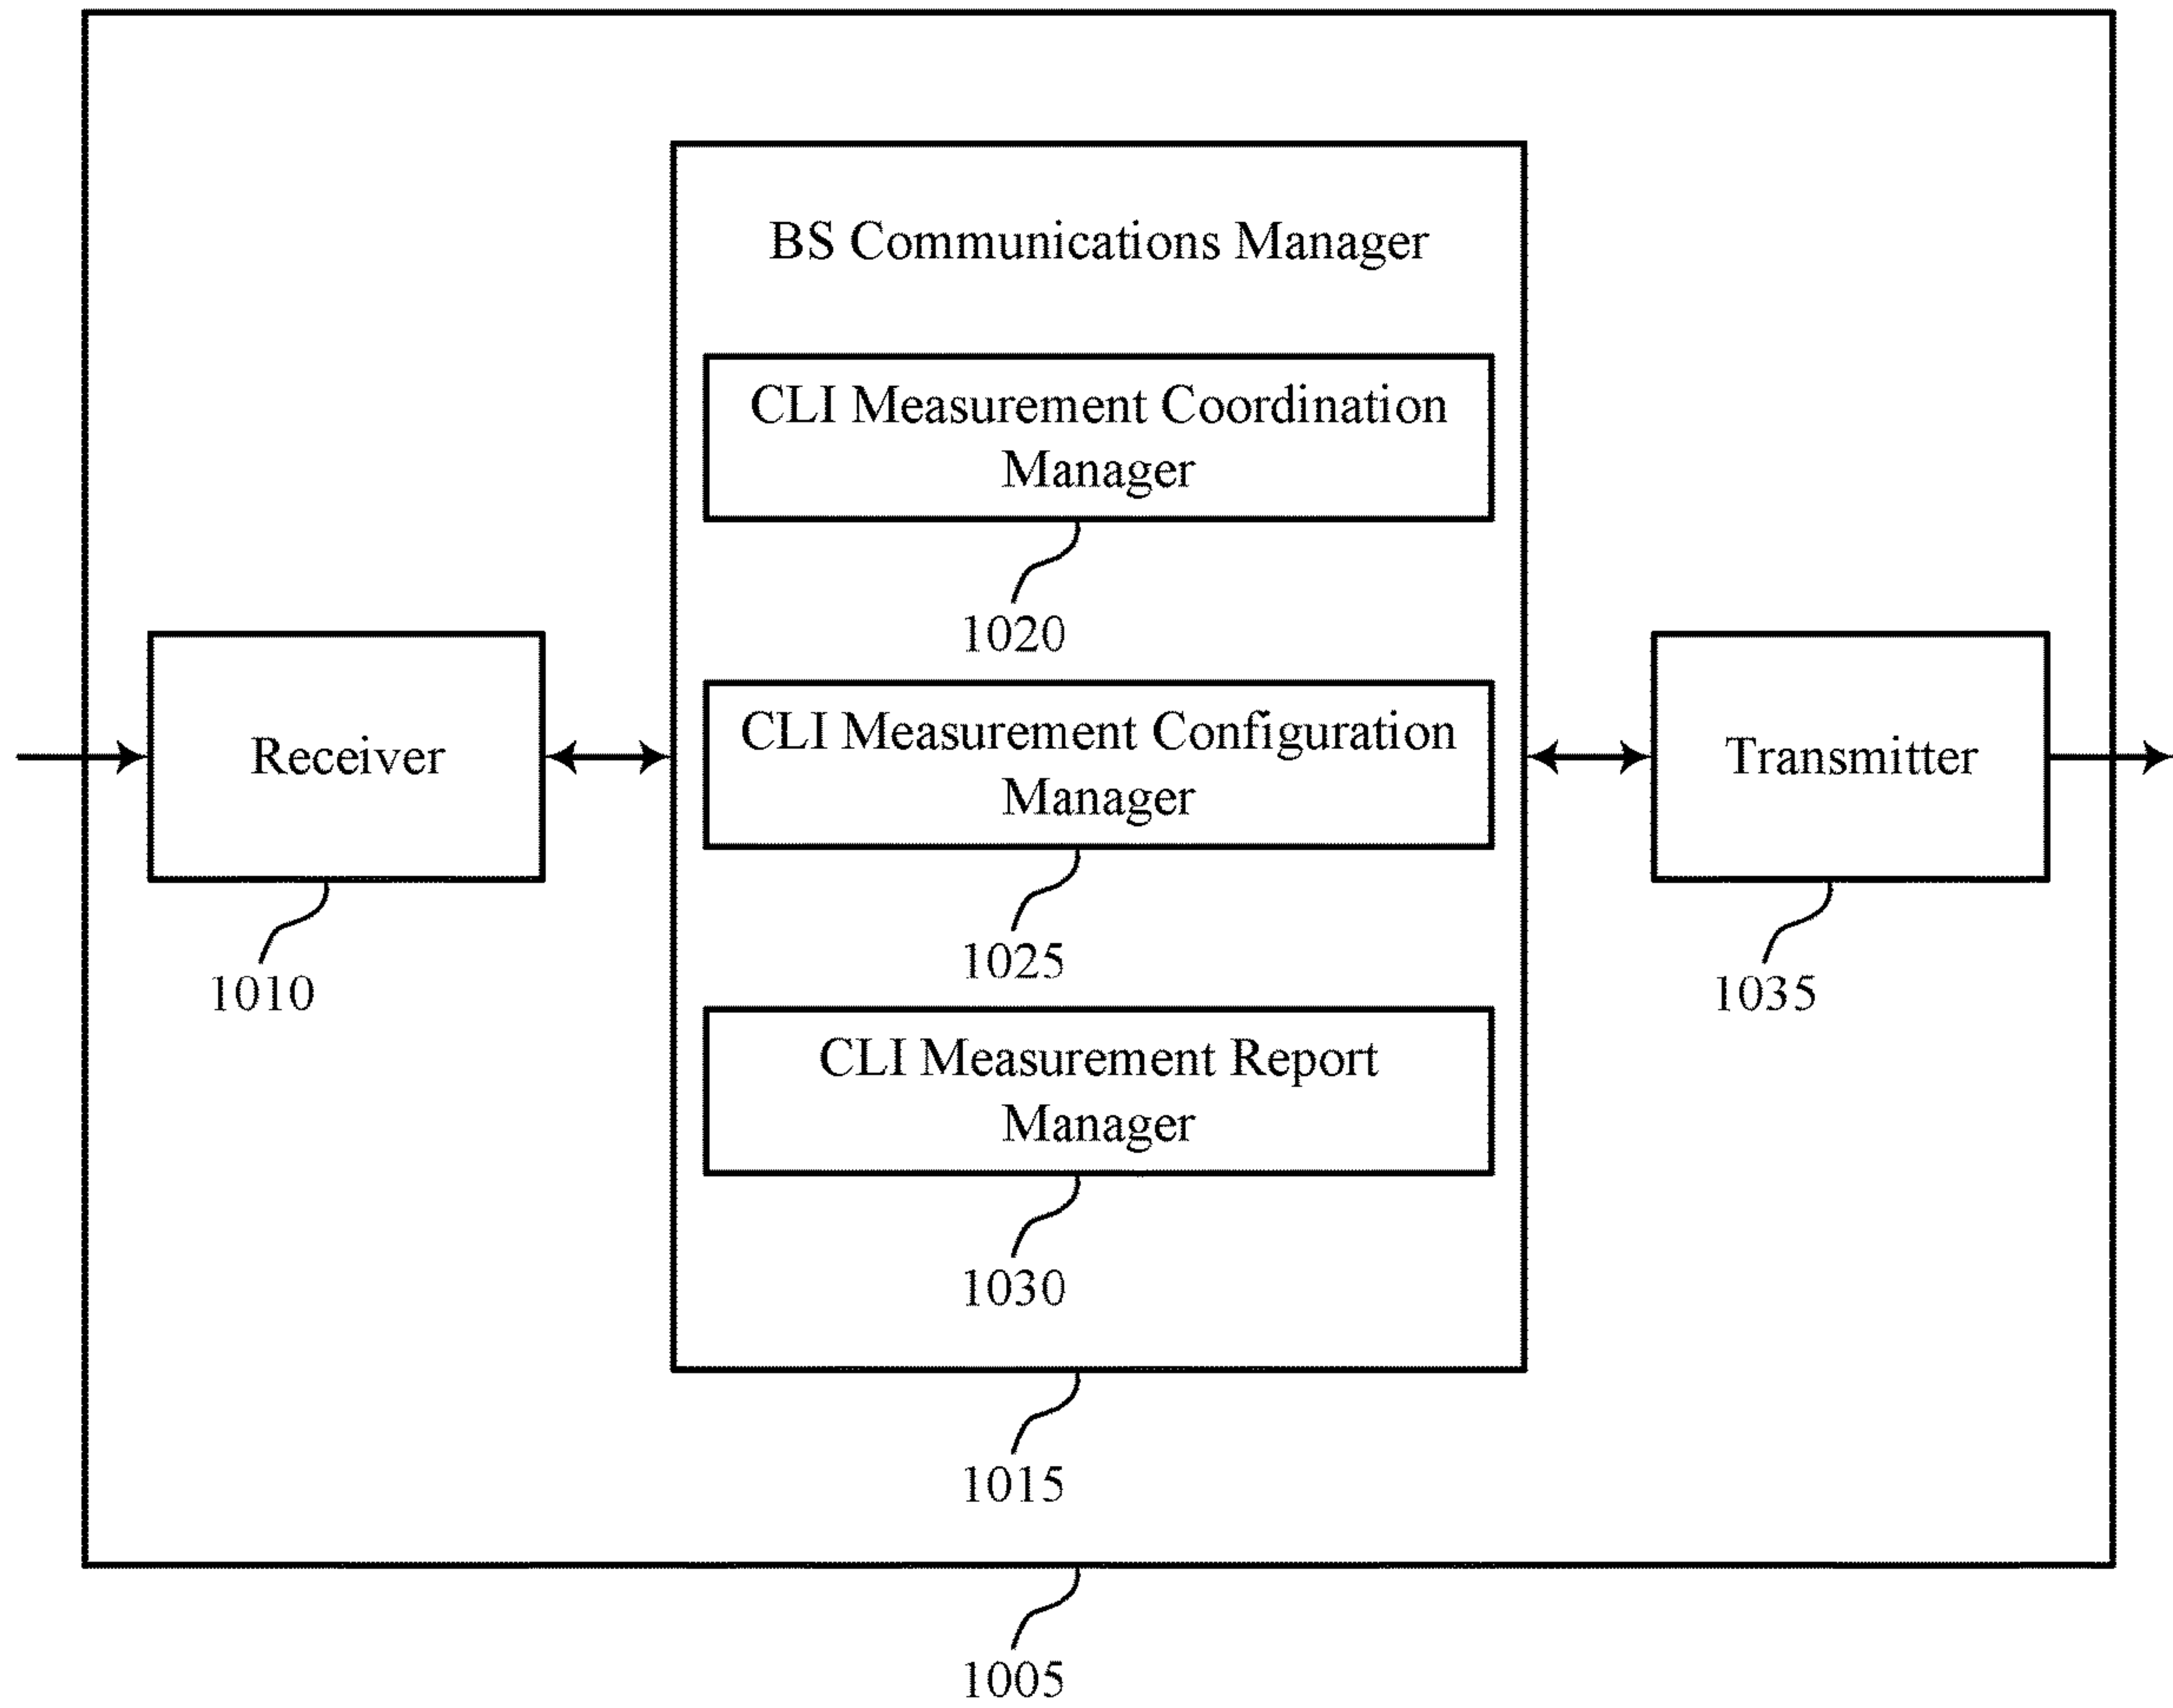 BS Communications Manager
CLI Measurement Coordination
Manager
1020
Receiver
1010
CLI Measurement Configuration
Manager
1025
Transmitter
1035
CLI Measurement Report
Manager
1030
1015
1005